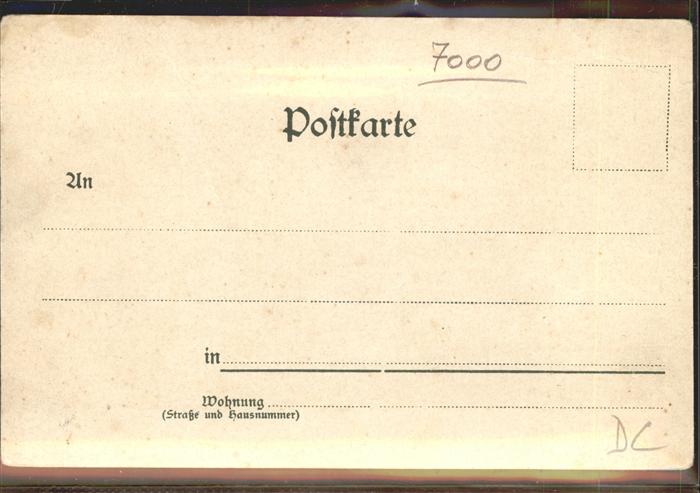 7000
Postkarte
An
in
Wohnung
(Straße und Hausnummer)
DC